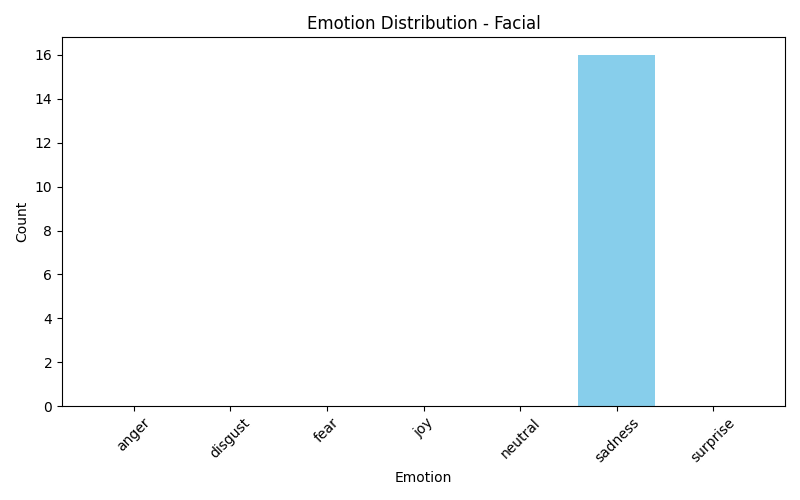 Emotion Distribution - Facial
Count
16
14
12
10
8
6
4
2
0
anger
disgust
fear
joy
neutral
sadness
surprise
Emotion